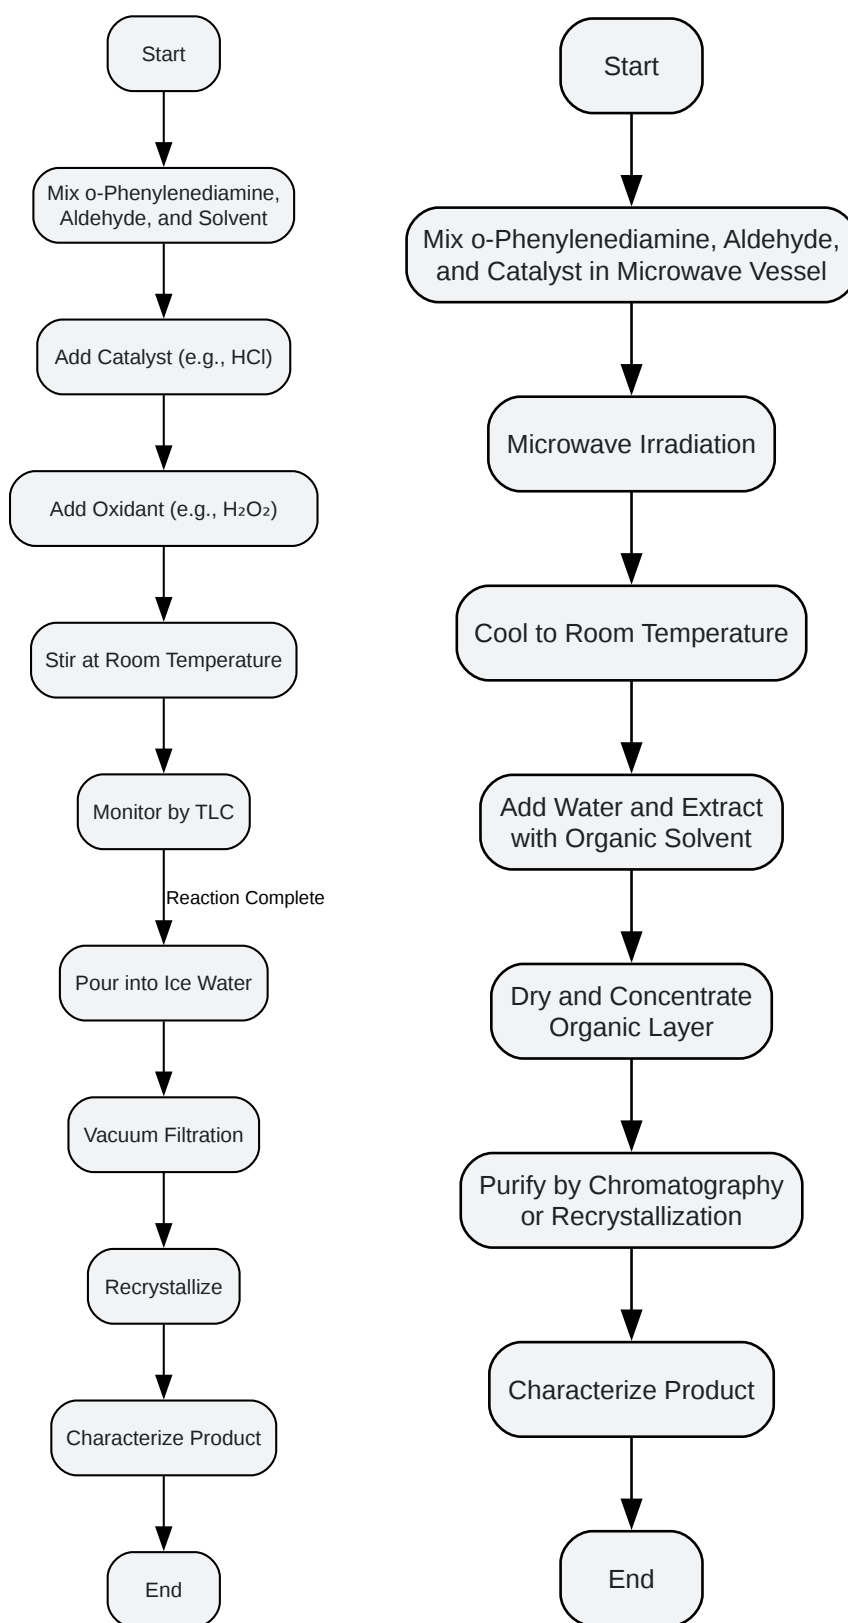 Start
Mix o-Phenylenediamine,
Aldehyde, and Solvent
Add Catalyst (e.g., HCl)
Add Oxidant (e.g., H₂O₂)
Stir at Room Temperature
Monitor by TLC
Reaction Complete
Pour into Ice Water
Vacuum Filtration
Recrystallize
Characterize Product
End
Start
Mix o-Phenylenediamine, Aldehyde,
and Catalyst in Microwave Vessel
Microwave Irradiation
Cool to Room Temperature
Add Water and Extract
with Organic Solvent
Dry and Concentrate
Organic Layer
Purify by Chromatography
or Recrystallization
Characterize Product
End